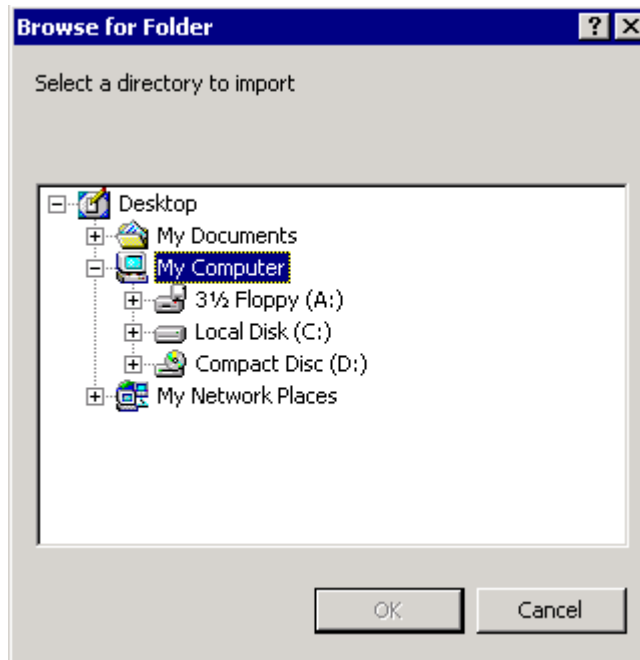 Browse for Folder
Select a directory to import
Desktop
My Documents
My Computer
3½ Floppy (A:)
Local Disk (C:)
Compact Disc (D:)
My Network Places
OK
Cancel